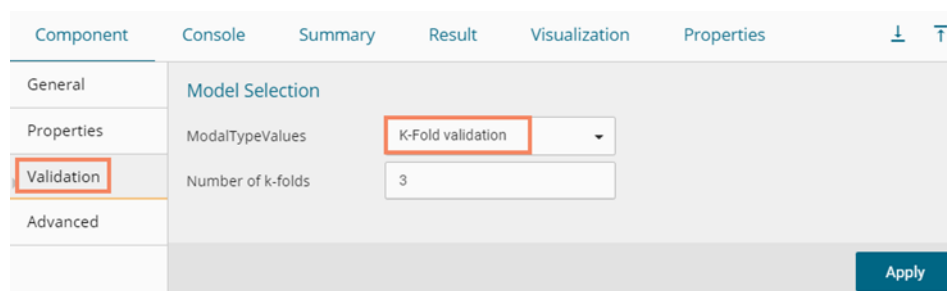 Component Console Summary Result Visualization Properties
General
Model Selection
Properties
ModalTypeValues K-Fold validation
Validation
Number of k-folds 3
Advanced
Apply